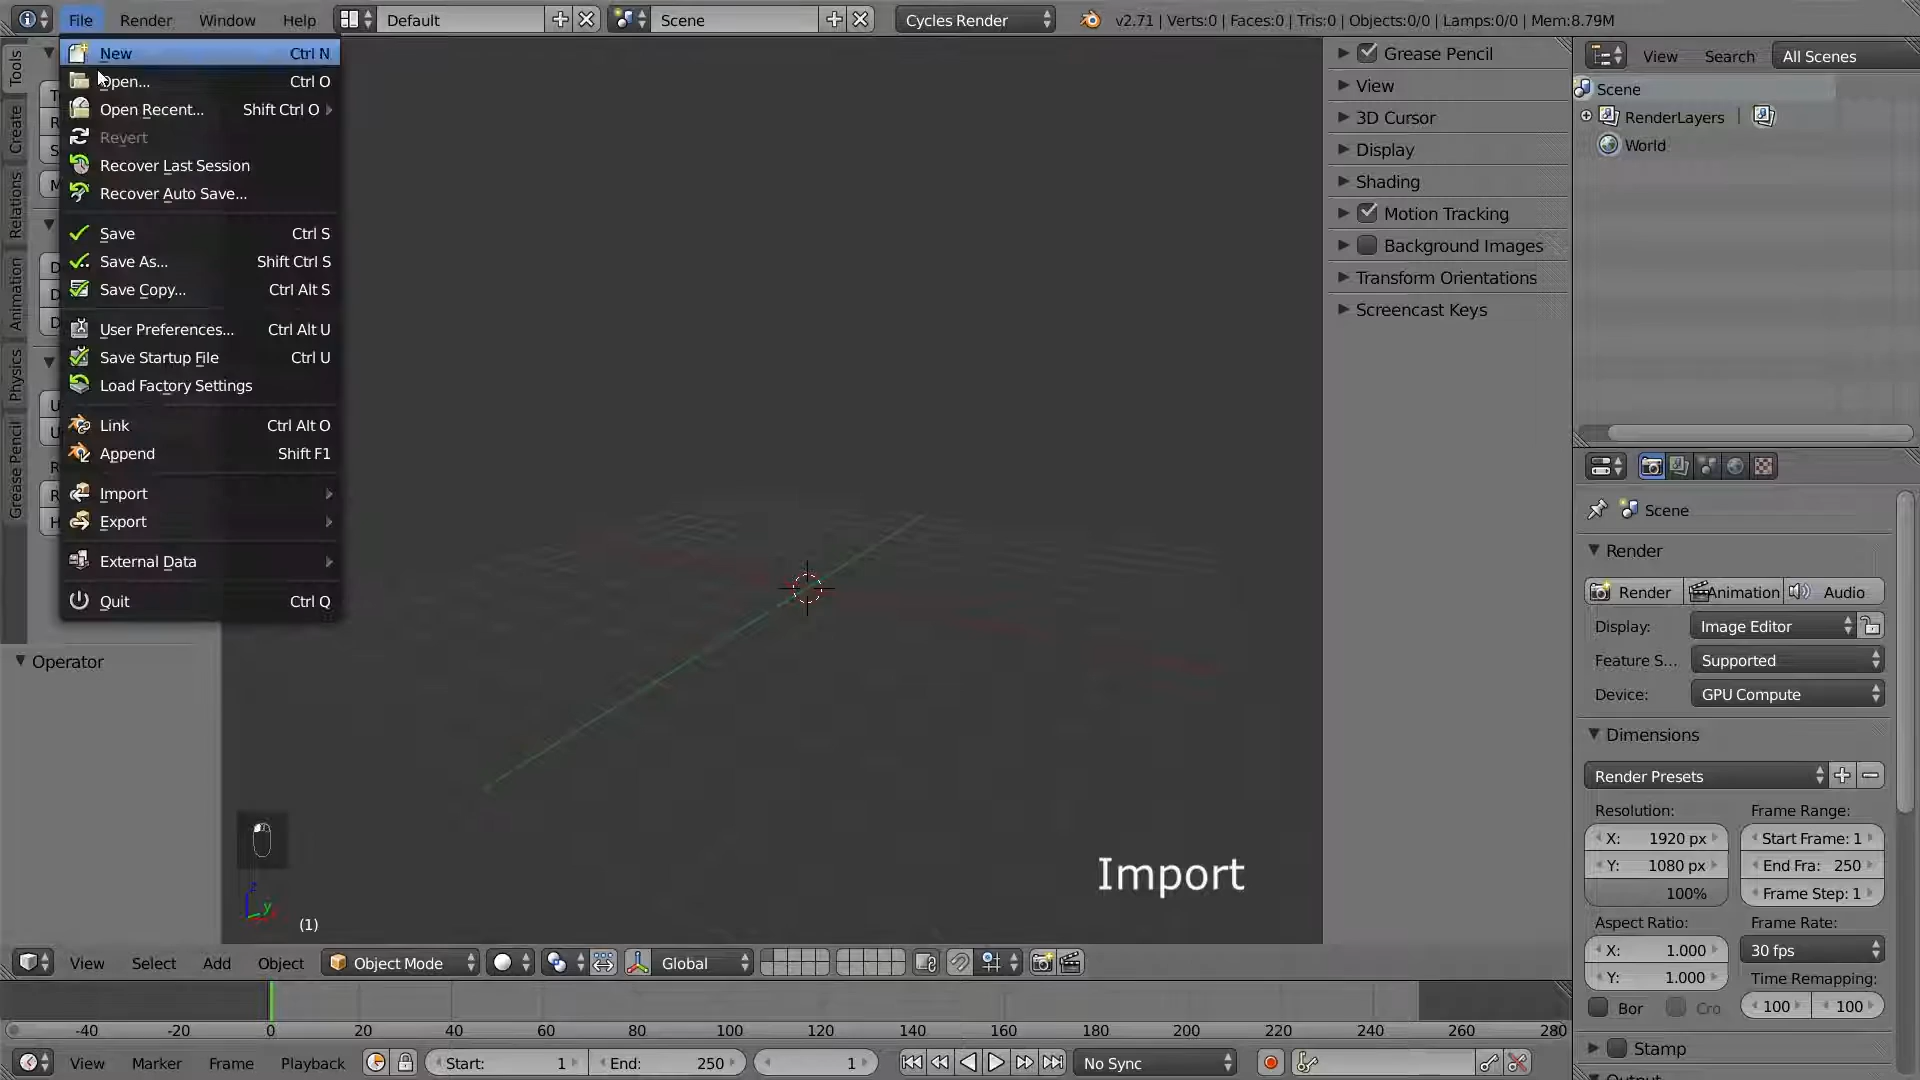 File Render Window Help Default Scene Cycles Render v2.71 | Verts:0 | Faces:0 | Tris:0 | Objects:0/0 | Lamps:0/0 | Mem:8.79M
New Ctrl N
Open... Ctrl O
Open Recent... Shift Ctrl O
Revert
Recover Last Session
Recover Auto Save...
Save Ctrl S
Save As... Shift Ctrl S
Save Copy... Ctrl Alt S
User Preferences... Ctrl Alt U
Save Startup File Ctrl U
Load Factory Settings
Link Ctrl Alt O
Append Shift F1
Import
Export
External Data
Quit Ctrl Q
Tools
Create
Relations
Animation
Physics
Grease Pencil
Operator
Grease Pencil
View
3D Cursor
Display
Shading
Motion Tracking
Background Images
Transform Orientations
Screencast Keys
View Search All Scenes
Scene
RenderLayers
World
Scene
Render
Render Animation Audio
Display: Image Editor
Feature S... Supported
Device: GPU Compute
Dimensions
Render Presets
Resolution: Frame Range:
X: 1920 px Start Frame: 1
Y: 1080 px End Fra: 250
100% Frame Step: 1
Aspect Ratio: Frame Rate:
X: 1.000 30 fps
Y: 1.000 Time Remapping:
Bor Cro 100 100
Stamp
Import
z
y
(1)
View Select Add Object Object Mode Global
-40 -20 0 20 40 60 80 100 120 140 160 180 200 220 240 260 280
View Marker Frame Playback Start: 1 End: 250 1 No Sync